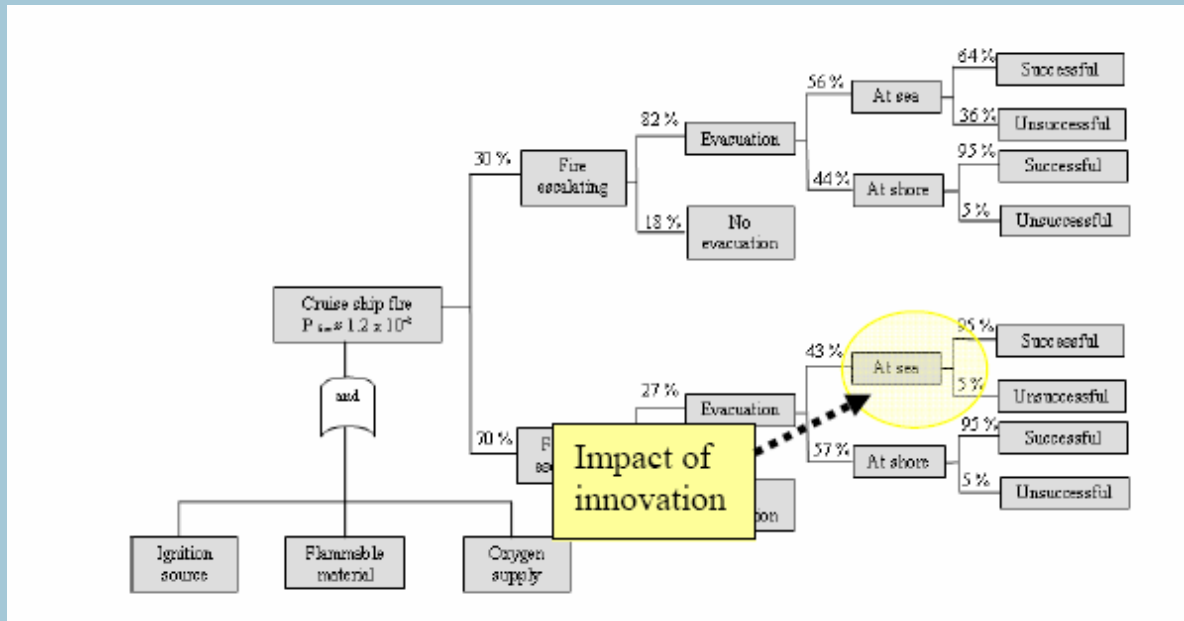 64 %
Successful
56 %
At sea
36 %
Unsuccessful
82 %
Evacuation
30 %
Fire
escalating
95 %
Successful
44 %
At shore
5 %
Unsuccessful
18 %
No
evacuation
Cruise ship fire
and
95 %
Successful
43 %
At sea
5 %
Unsuccessful
27 %
Evacuation
70 %
Impact of
innovation
95 %
Successful
57 %
At shore
5 %
Unsuccessful
Ignition
source
Flammable
material
Oxygen
supply